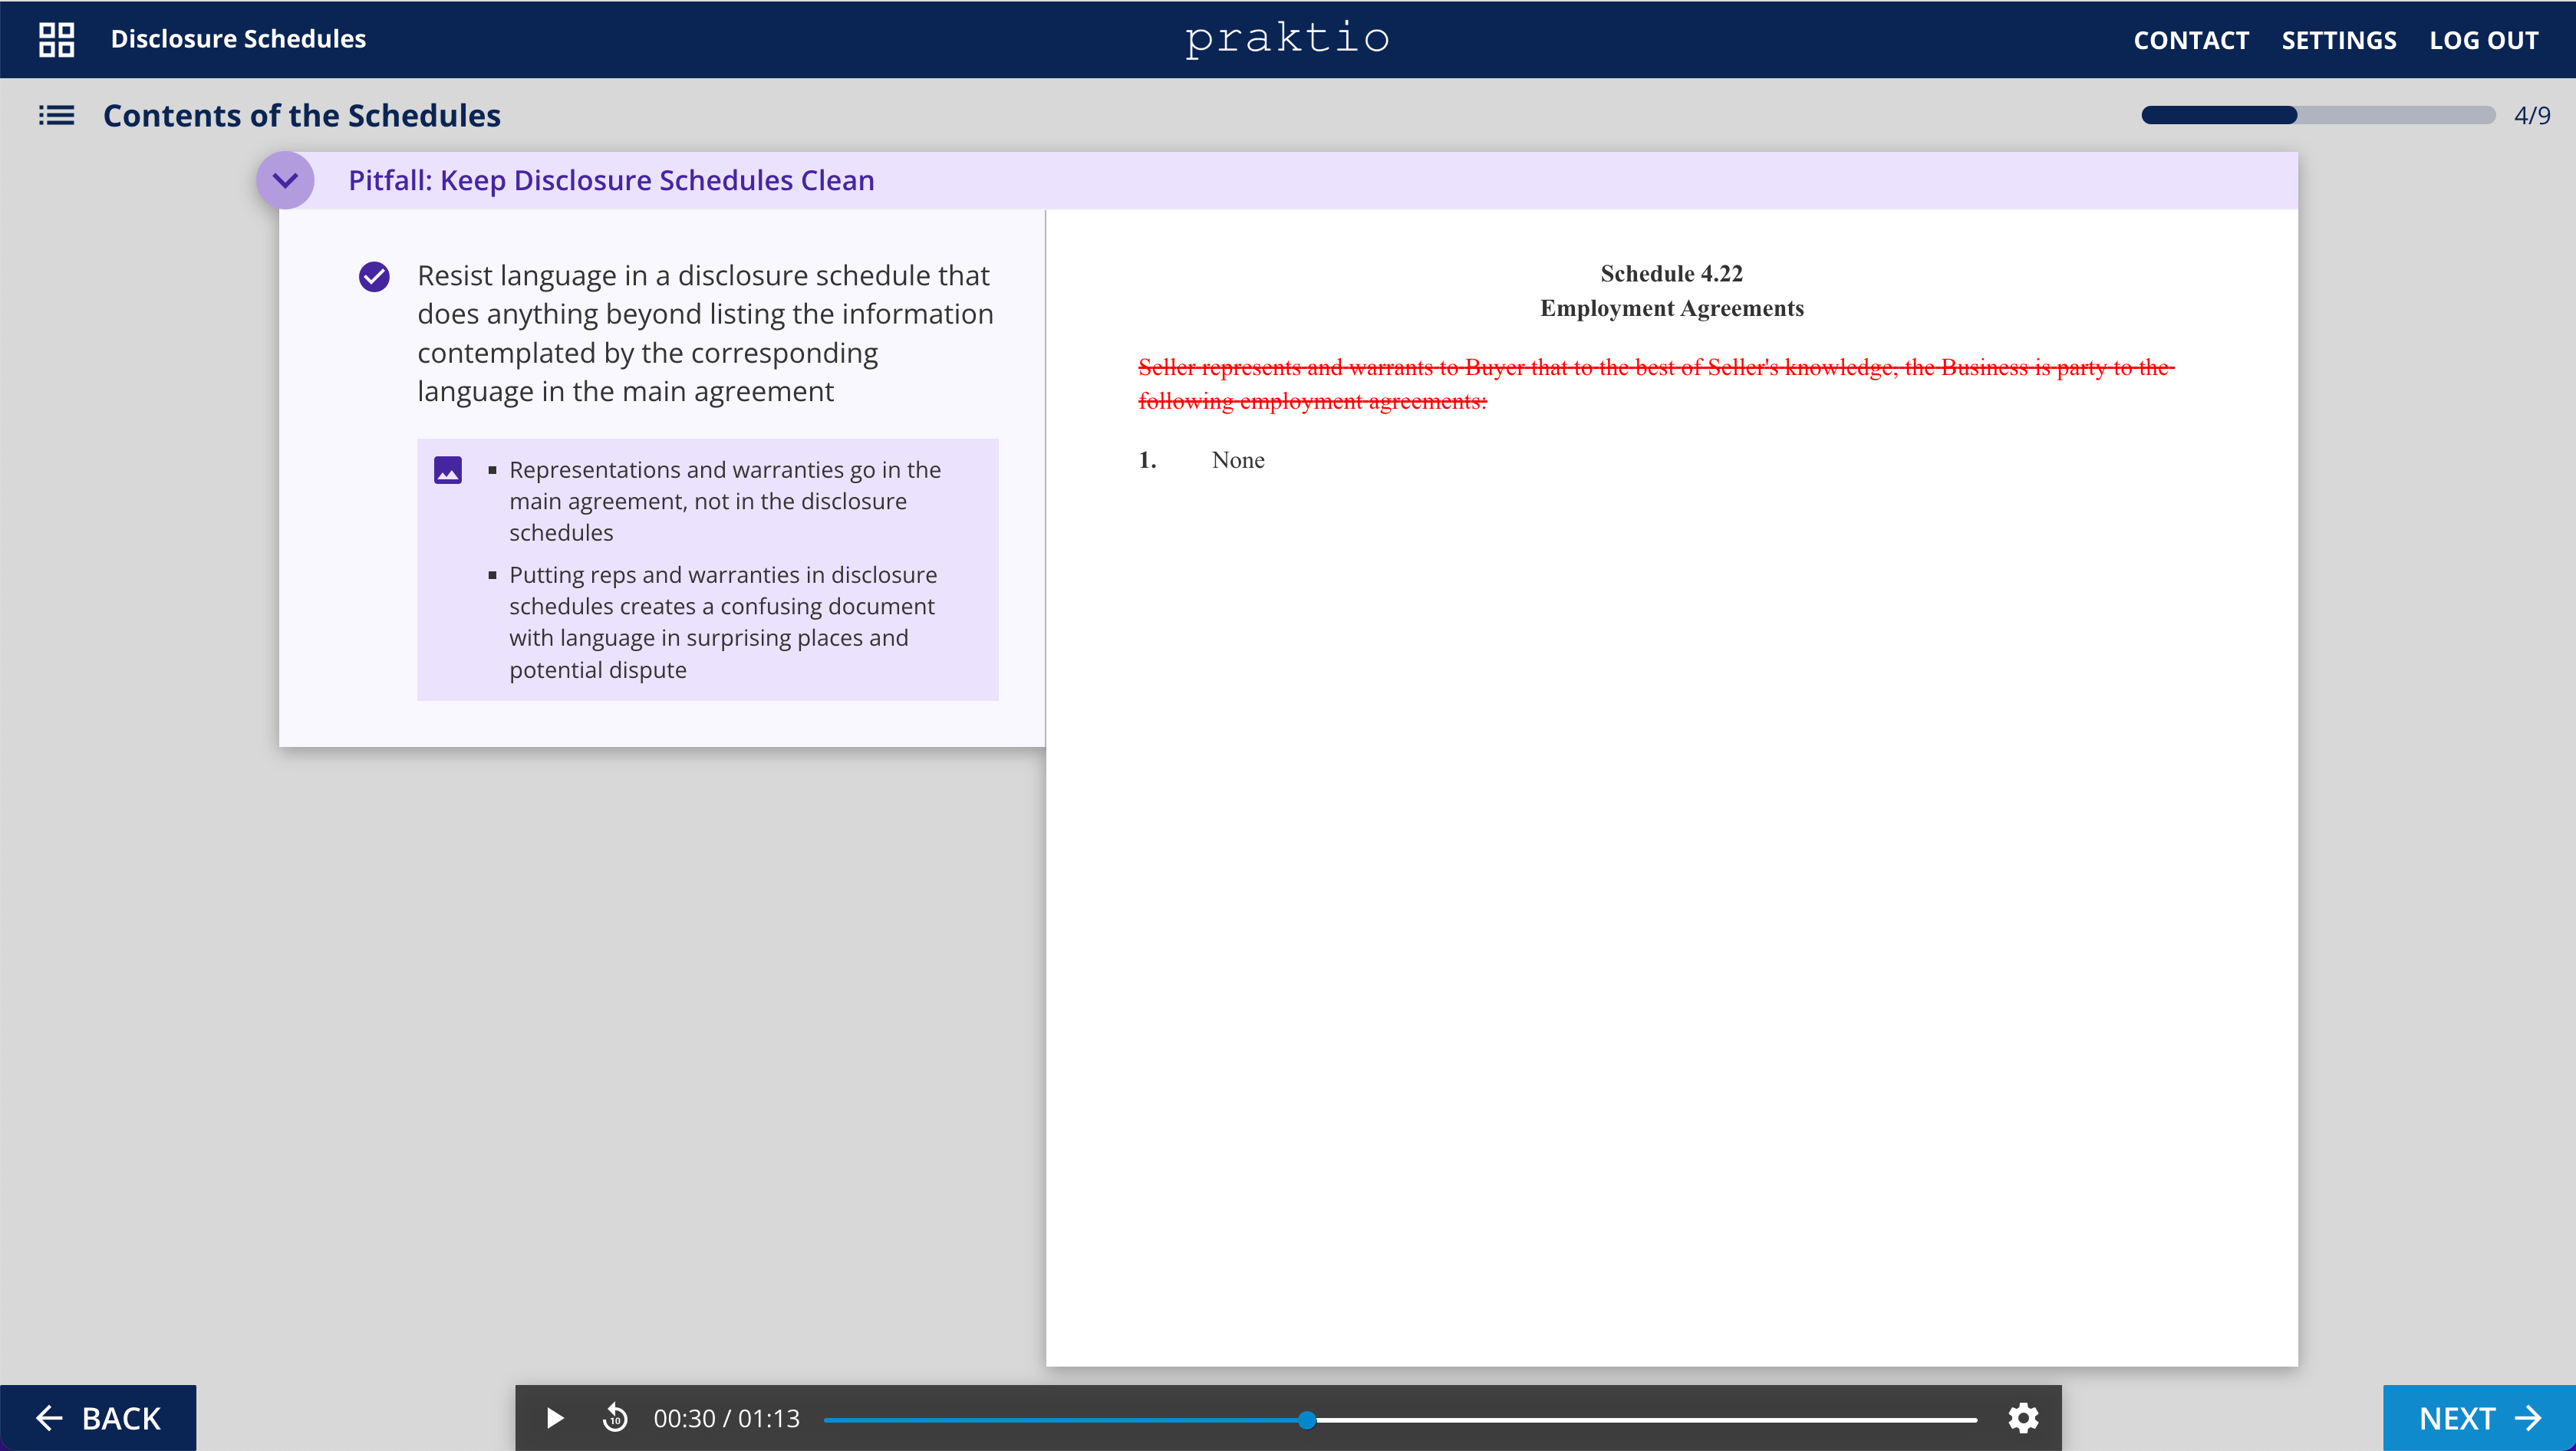 Disclosure Schedules
praktio
CONTACT SETTINGS LOG OUT
Contents of the Schedules
4/9
Pitfall: Keep Disclosure Schedules Clean
Resist language in a disclosure schedule that
does anything beyond listing the information
contemplated by the corresponding
language in the main agreement
▪ Representations and warranties go in the
main agreement, not in the disclosure
schedules
▪ Putting reps and warranties in disclosure
schedules creates a confusing document
with language in surprising places and
potential dispute
Schedule 4.22
Employment Agreements
Seller represents and warrants to Buyer that to the best of Seller's knowledge, the Business is party to the
following employment agreements:
1. None
BACK
10
00:30 / 01:13
NEXT